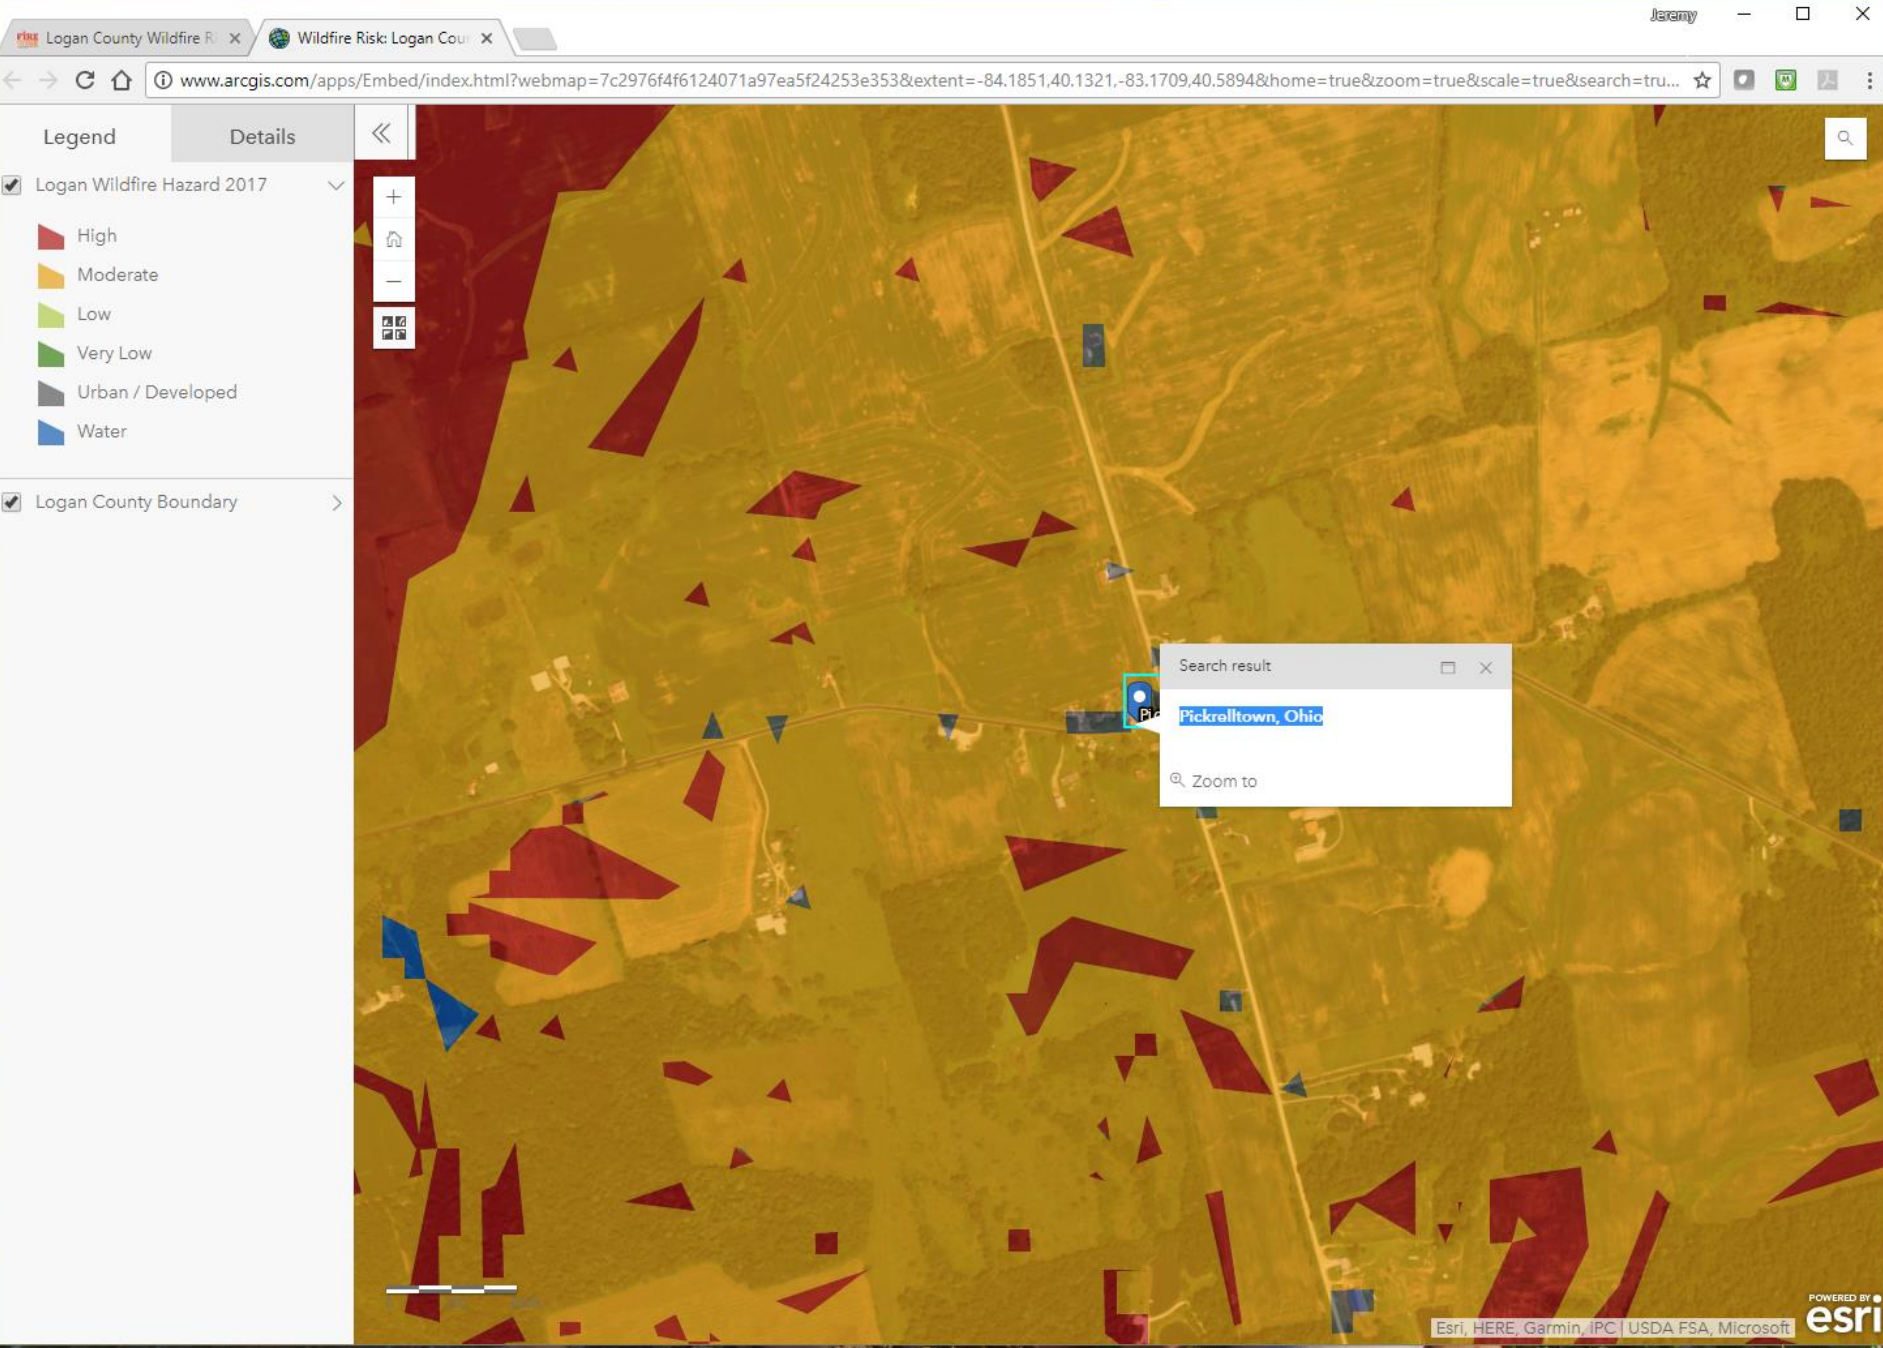 Jeremy
FIRE
Logan County Wildfire Ri
Wildfire Risk: Logan Cou
www.arcgis.com/apps/Embed/index.html?webmap=7c2976f4f6124071a97ea5f24253e353&extent=-84.1851,40.1321,-83.1709,40.5894&home=true&zoom=true&scale=true&search=tru...
Legend
Details
Logan Wildfire Hazard 2017
High
Moderate
Low
Very Low
Urban / Developed
Water
Logan County Boundary
Search result
Pic
Pickrelltown, Ohio
Zoom to
POWERED BY
esri
Esri, HERE, Garmin, iPC | USDA FSA, Microsoft